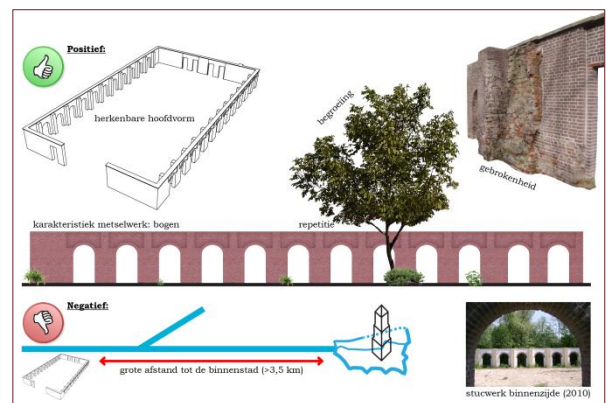 Positief:
herkenbare hoofdvorm
begroeiing
gebrokenheid
karakteristiek metselwerk: bogen
repetitie
Negatief:
grote afstand tot de binnenstad (>3,5 km)
stucwerk binnenzijde (2010)